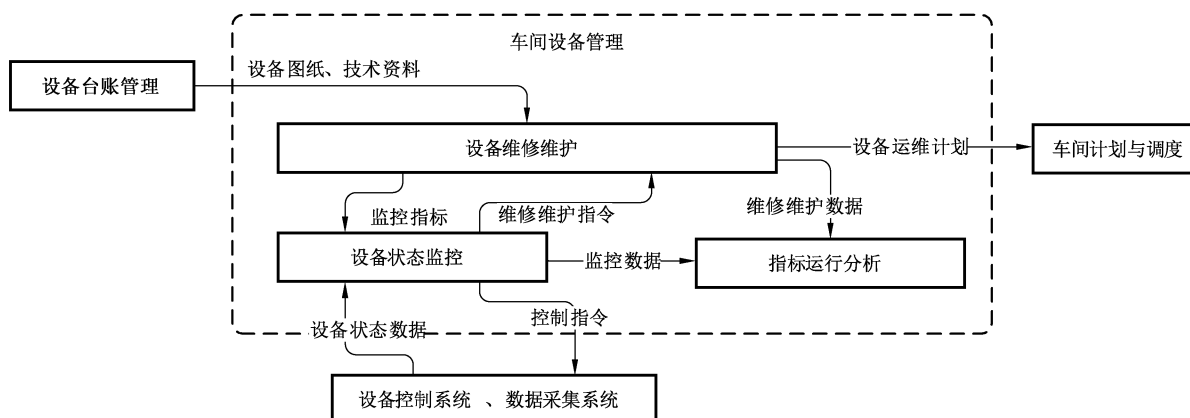 车间设备管理
设备图纸、技术资料
设备台账管理
设备维修维护
设备运维计划
车间计划与调度
监控指标
维修维护指令
维修维护数据
设备状态监控
监控数据
指标运行分析
设备状态数据
控制指令
设备控制系统 、数据采集系统